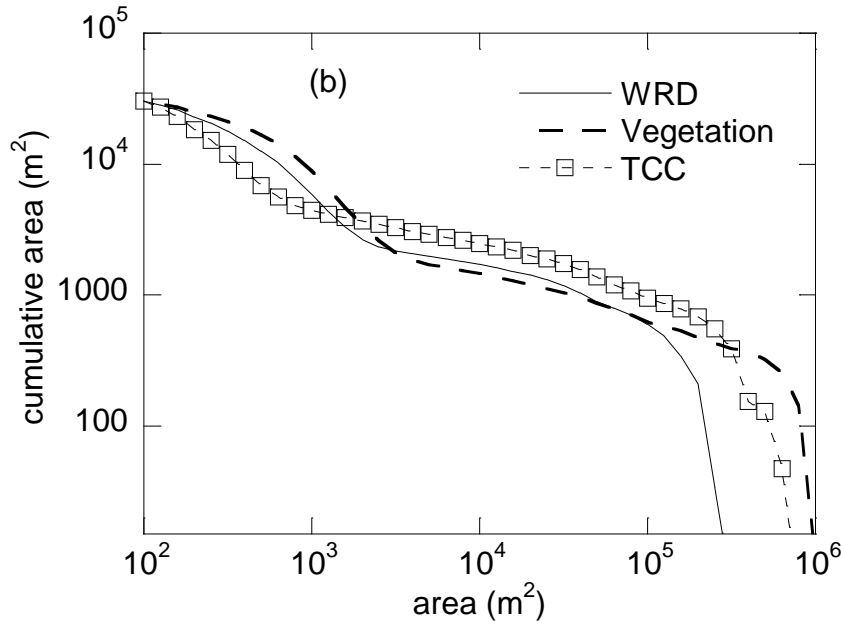 10^5
(b)
WRD
Vegetation
TCC
10^4
1000
100
cumulative area (m^2)
10^2 10^3 10^4 10^5 10^6
area (m^2)